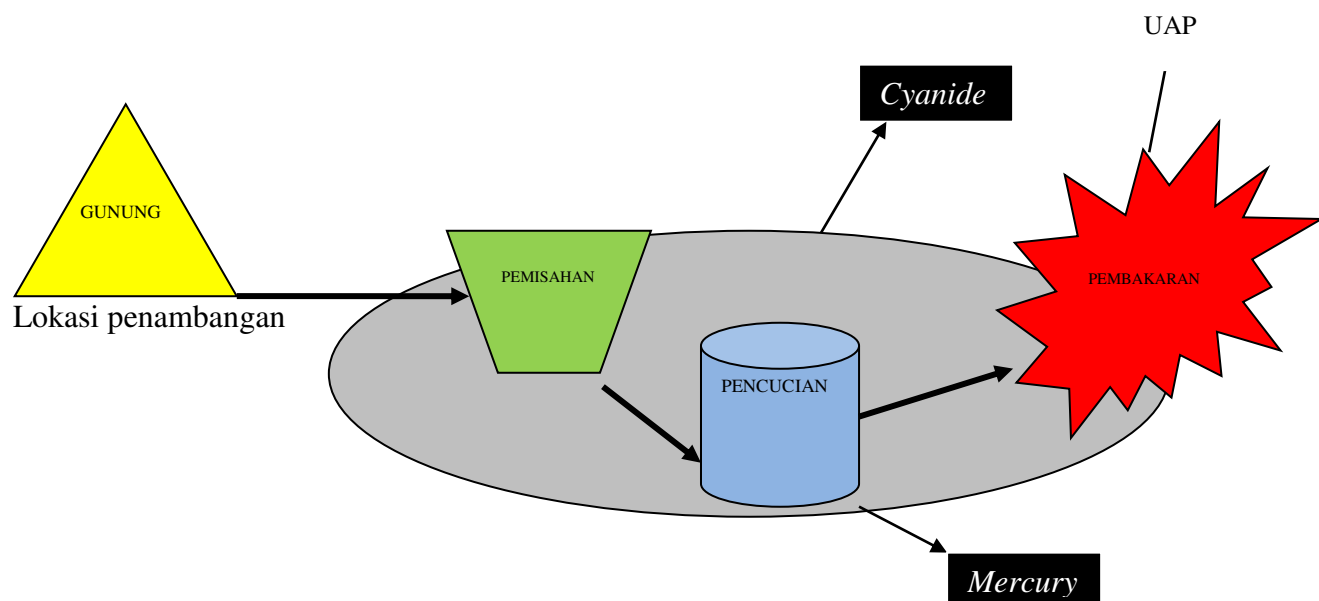 UAP
Cyanide
GUNUNG
PEMISAHAN
PEMBAKARAN
Lokasi penambangan
PENCUCIAN
Mercury